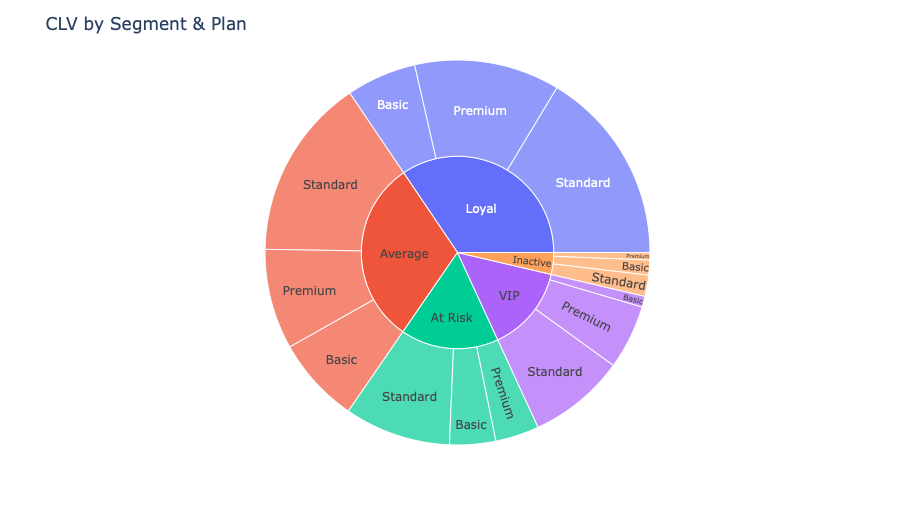 CLV by Segment & Plan
Basic
Premium
Standard
Standard
Loyal
Average
Premium
Inactive
Premium
Basic
Standard
Basic
VIP
Premium
At Risk
Basic
Standard
Standard
Premium
Basic